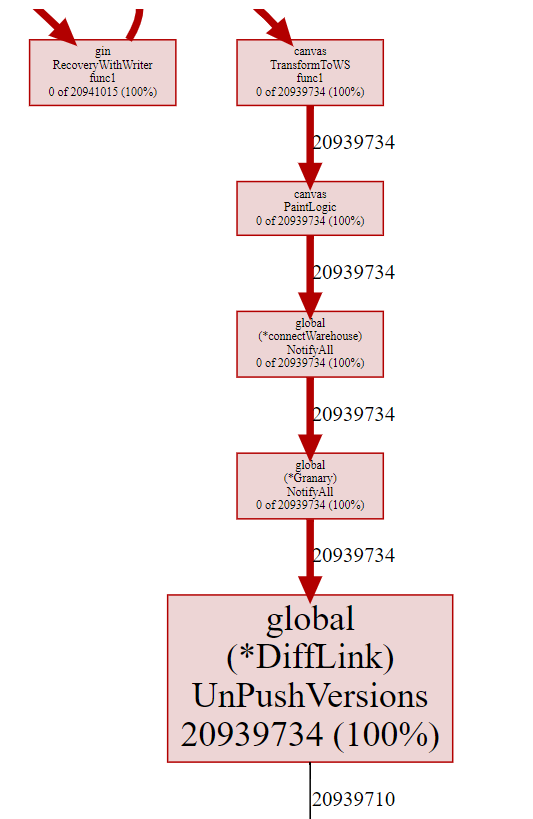 gin
RecoveryWithWriter
func1
0 of 20941015 (100%)
canvas
TransformToWS
func1
0 of 20939734 (100%)
20939734
canvas
PaintLogic
0 of 20939734 (100%)
20939734
global
(*connectWarehouse)
NotifyAll
0 of 20939734 (100%)
20939734
global
(*Granary)
NotifyAll
0 of 20939734 (100%)
20939734
global
(*DiffLink)
UnPushVersions
20939734 (100%)
20939710